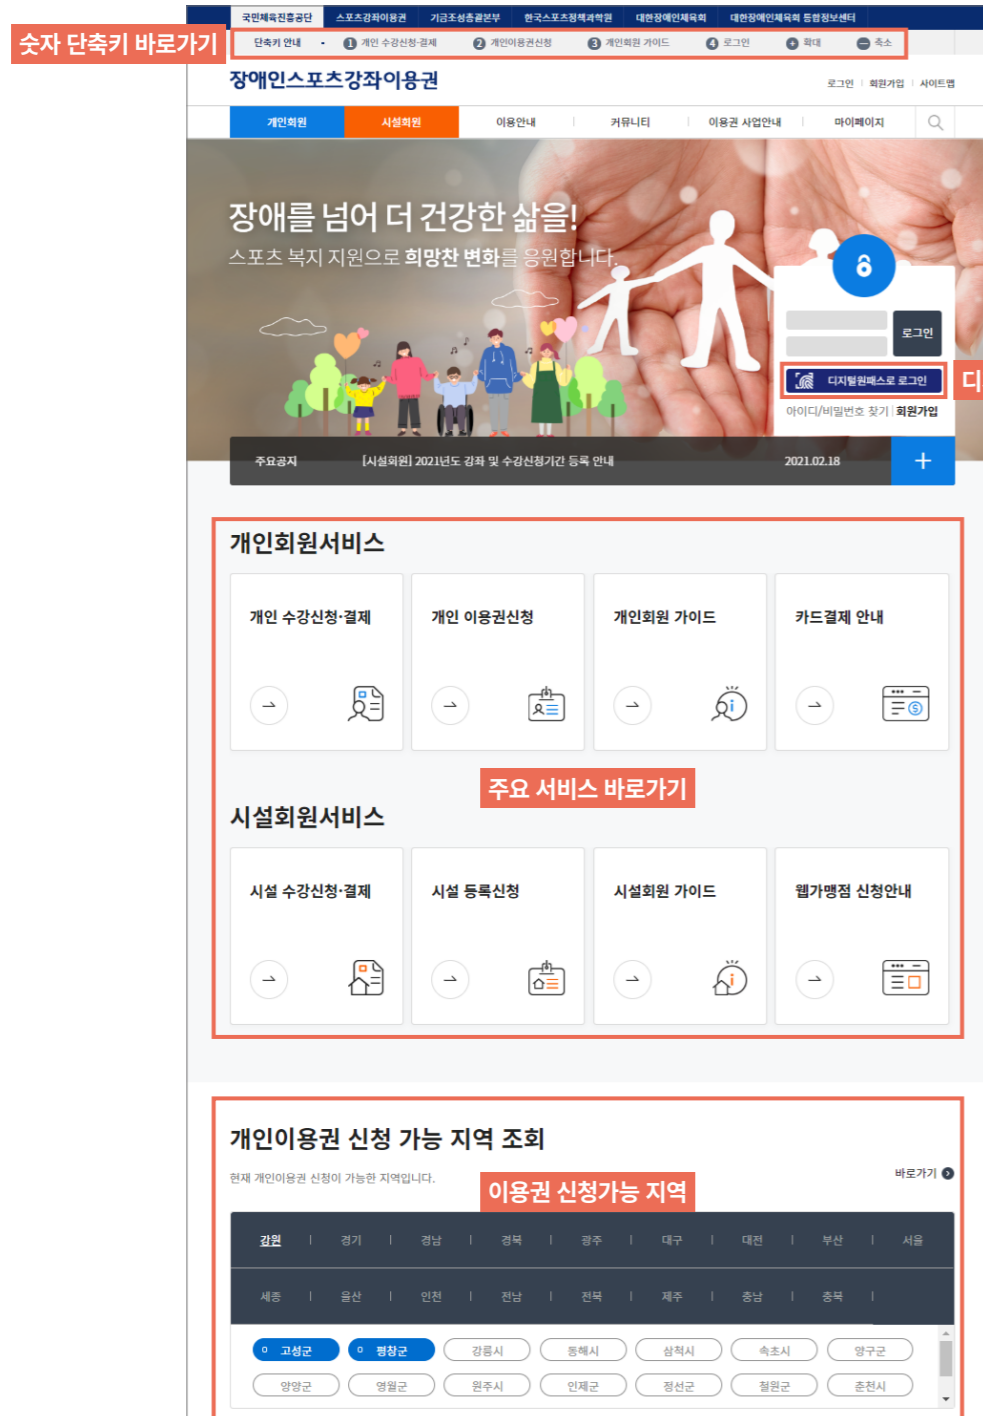 국민체육진흥공단 스포츠강좌이용권 기금조성총괄본부 한국스포츠정책과학원 대한장애인체육회 대한장애인체육회 통합정보센터
숫자 단축키 바로가기
단축키 안내 1 개인 수강신청·결제 2 개인이용권신청 3 개인회원 가이드 4 로그인 + 확대 − 축소
장애인스포츠강좌이용권
로그인 회원가입 사이트맵
개인회원 시설회원 이용안내 커뮤니티 이용권 사업안내 마이페이지
장애를 넘어 더 건강한 삶을!
스포츠 복지 지원으로 희망찬 변화를 응원합니다.
로그인
디지털원패스로 로그인
디
아이디/비밀번호 찾기 회원가입
주요공지 [시설회원] 2021년도 강좌 및 수강신청기간 등록 안내 2021.02.18 +
개인회원서비스
개인 수강신청·결제 개인 이용권신청 개인회원 가이드 카드결제 안내
주요 서비스 바로가기
시설회원서비스
시설 수강신청·결제 시설 등록신청 시설회원 가이드 웹가맹점 신청안내
개인이용권 신청 가능 지역 조회
현재 개인이용권 신청이 가능한 지역입니다.
바로가기
이용권 신청가능 지역
강원 경기 경남 경북 광주 대구 대전 부산 서울
세종 울산 인천 전남 전북 제주 충남 충북
고성군 평창군 강릉시 동해시 삼척시 속초시 양구군
양양군 영월군 원주시 인제군 정선군 철원군 춘천시